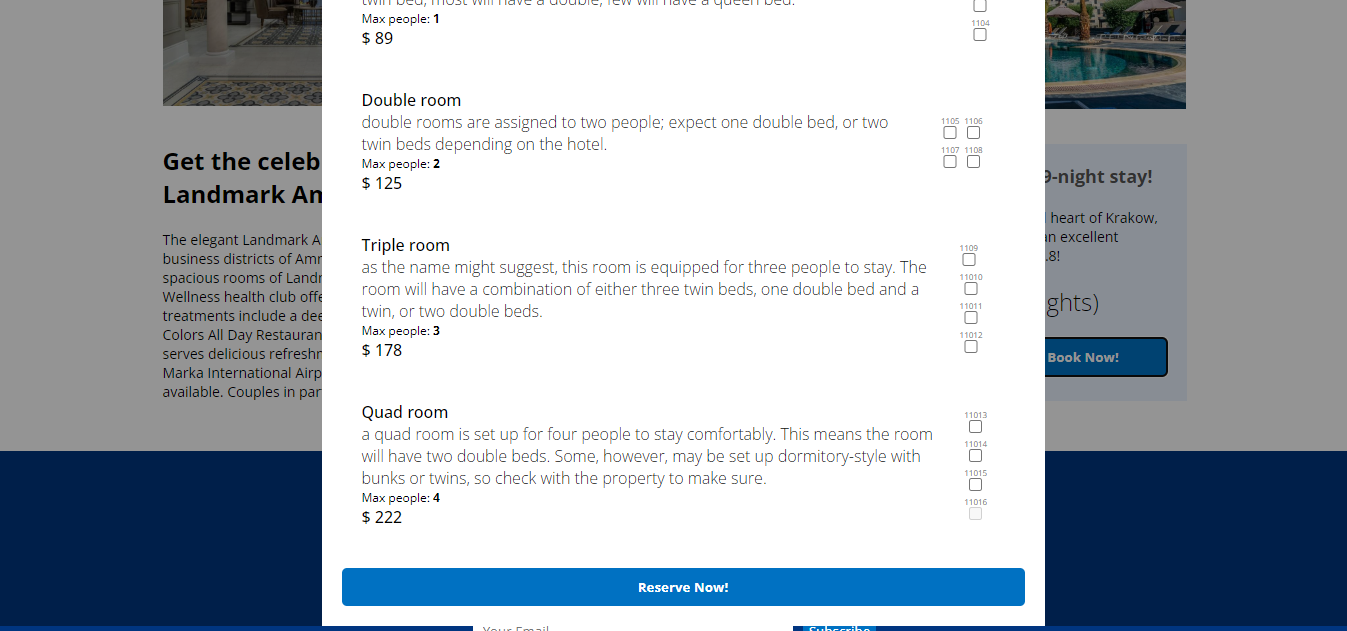 twin bed, most will have a double, few will have a queen bed.
Max people: 1
$ 89
1104
Double room
double rooms are assigned to two people; expect one double bed, or two
twin beds depending on the hotel.
Max people: 2
$ 125
1105 1106
1107 1108
Triple room
as the name might suggest, this room is equipped for three people to stay. The
room will have a combination of either three twin beds, one double bed and a
twin, or two double beds.
Max people: 3
$ 178
1109
11010
11011
11012
Quad room
a quad room is set up for four people to stay comfortably. This means the room
will have two double beds. Some, however, may be set up dormitory-style with
bunks or twins, so check with the property to make sure.
Max people: 4
$ 222
11013
11014
11015
11016
Reserve Now!
Get the celeb
Landmark Am
The elegant Landmark A
business districts of Amm
spacious rooms of Landr
Wellness health club offe
treatments include a dee
Colors All Day Restauran
serves delicious refreshr
Marka International Airp
available. Couples in par
9-night stay!
l heart of Krakow,
an excellent
.8!
ghts)
Book Now!
Your Email
Subscribe